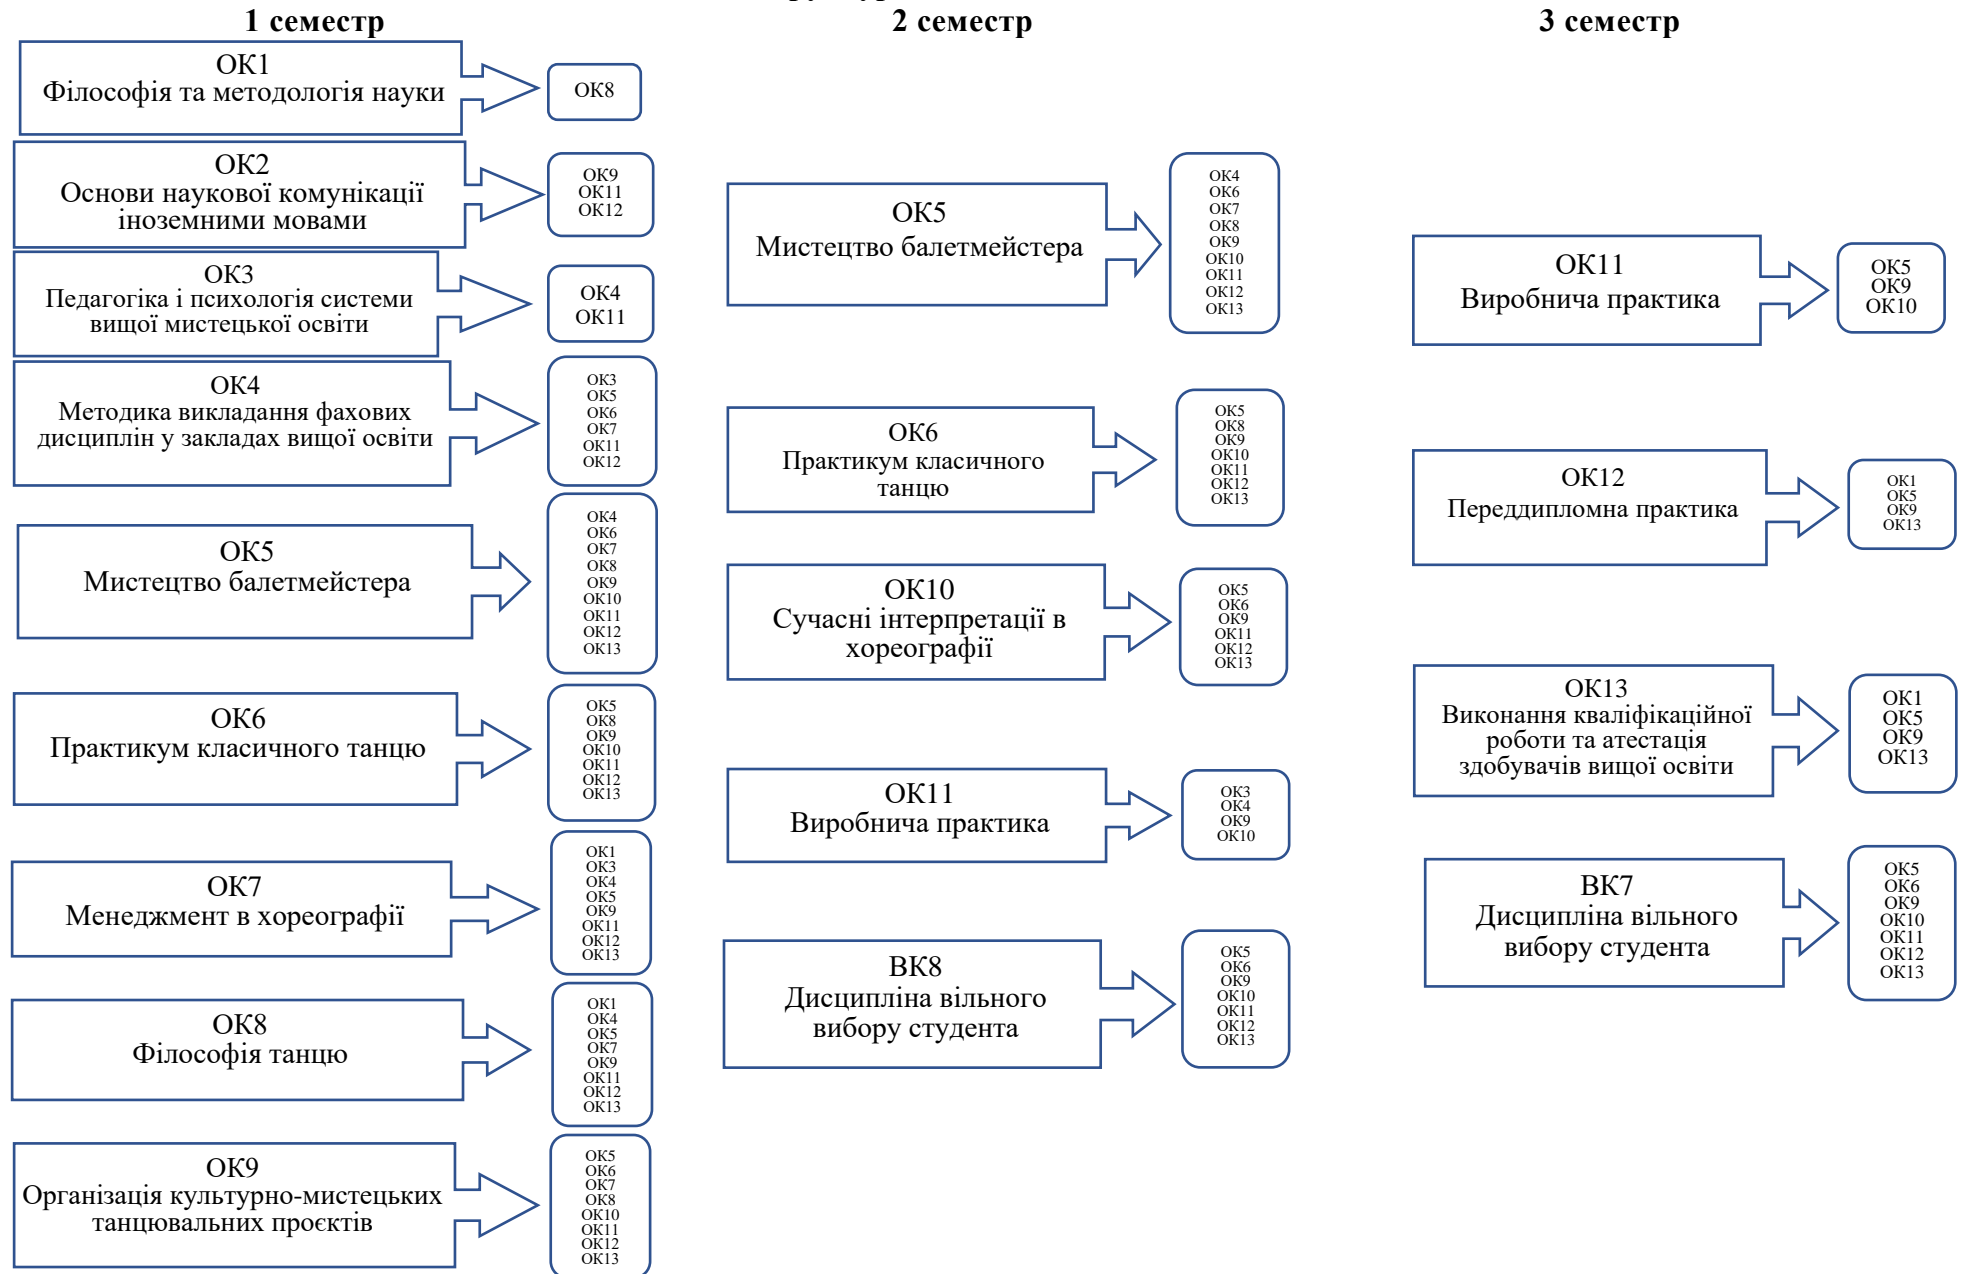 1 семестр
2 семестр
3 семестр
ОК1
Філософія та методологія науки
ОК8
ОК2
Основи наукової комунікації
іноземними мовами
ОК9
ОК11
ОК12
ОК3
Педагогіка і психологія системи
вищої мистецької освіти
ОК4
ОК11
ОК4
Методика викладання фахових
дисциплін у закладах вищої освіти
ОК3
ОК5
ОК6
ОК7
ОК11
ОК12
ОК5
Мистецтво балетмейстера
ОК4
ОК6
ОК7
ОК8
ОК9
ОК10
ОК11
ОК12
ОК13
ОК6
Практикум класичного танцю
ОК5
ОК8
ОК9
ОК10
ОК11
ОК12
ОК13
ОК7
Менеджмент в хореографії
ОК1
ОК3
ОК4
ОК5
ОК9
ОК11
ОК12
ОК13
ОК8
Філософія танцю
ОК1
ОК4
ОК5
ОК7
ОК9
ОК11
ОК12
ОК13
ОК9
Організація культурно-мистецьких
танцювальних проєктів
ОК5
ОК6
ОК7
ОК8
ОК10
ОК11
ОК12
ОК13
ОК5
Мистецтво балетмейстера
ОК4
ОК6
ОК7
ОК8
ОК9
ОК10
ОК11
ОК12
ОК13
ОК6
Практикум класичного
танцю
ОК5
ОК8
ОК9
ОК10
ОК11
ОК12
ОК13
ОК10
Сучасні інтерпретації в
хореографії
ОК5
ОК6
ОК9
ОК11
ОК12
ОК13
ОК11
Виробнича практика
ОК3
ОК4
ОК9
ОК10
ВК8
Дисципліна вільного
вибору студента
ОК5
ОК6
ОК9
ОК10
ОК11
ОК12
ОК13
ОК11
Виробнича практика
ОК5
ОК9
ОК10
ОК12
Переддипломна практика
ОК1
ОК5
ОК9
ОК13
ОК13
Виконання кваліфікаційної
роботи та атестація
здобувачів вищої освіти
ОК1
ОК5
ОК9
ОК13
ВК7
Дисципліна вільного
вибору студента
ОК5
ОК6
ОК9
ОК10
ОК11
ОК12
ОК13